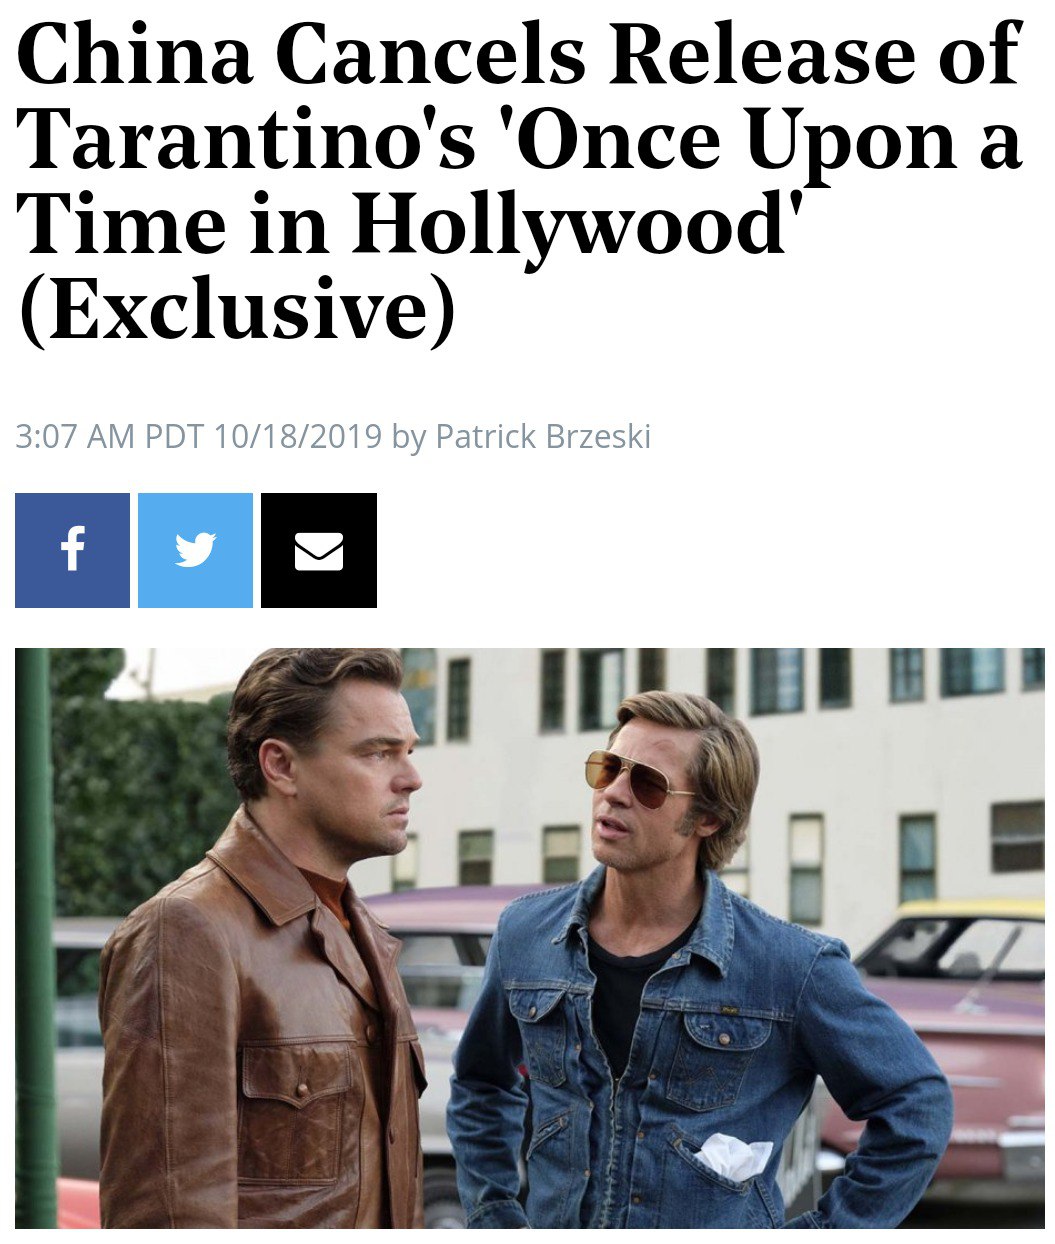 China Cancels Release of
Tarantino's 'Once Upon a
Time in Hollywood'
(Exclusive)
3:07 AM PDT 10/18/2019 by Patrick Brzeski